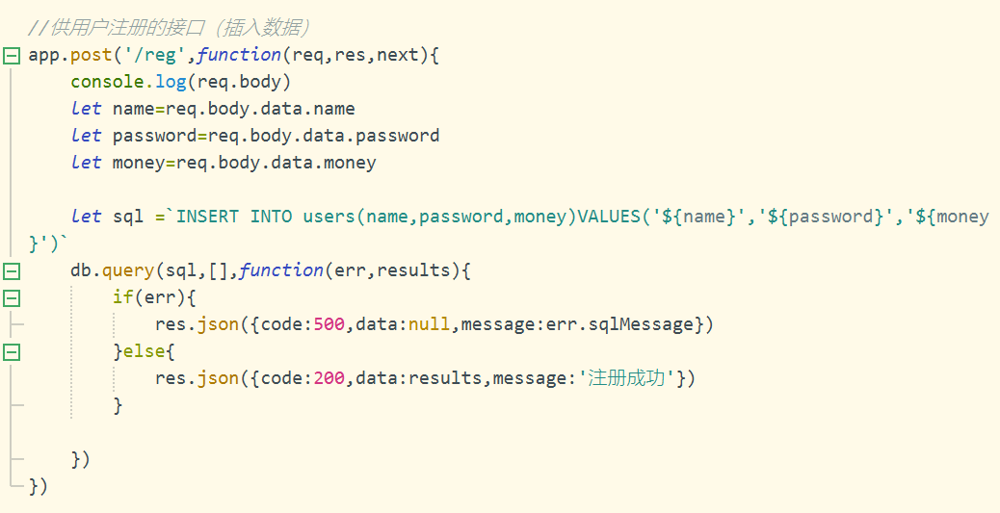 //供用户注册的接口（插入数据）
app.post('/reg',function(req,res,next){
    console.log(req.body)
    let name=req.body.data.name
    let password=req.body.data.password
    let money=req.body.data.money

    let sql =`INSERT INTO users(name,password,money)VALUES('${name}','${password}','${money
}')`
    db.query(sql,[],function(err,results){
        if(err){
            res.json({code:500,data:null,message:err.sqlMessage})
        }else{
            res.json({code:200,data:results,message:'注册成功'})
        }

    })
})